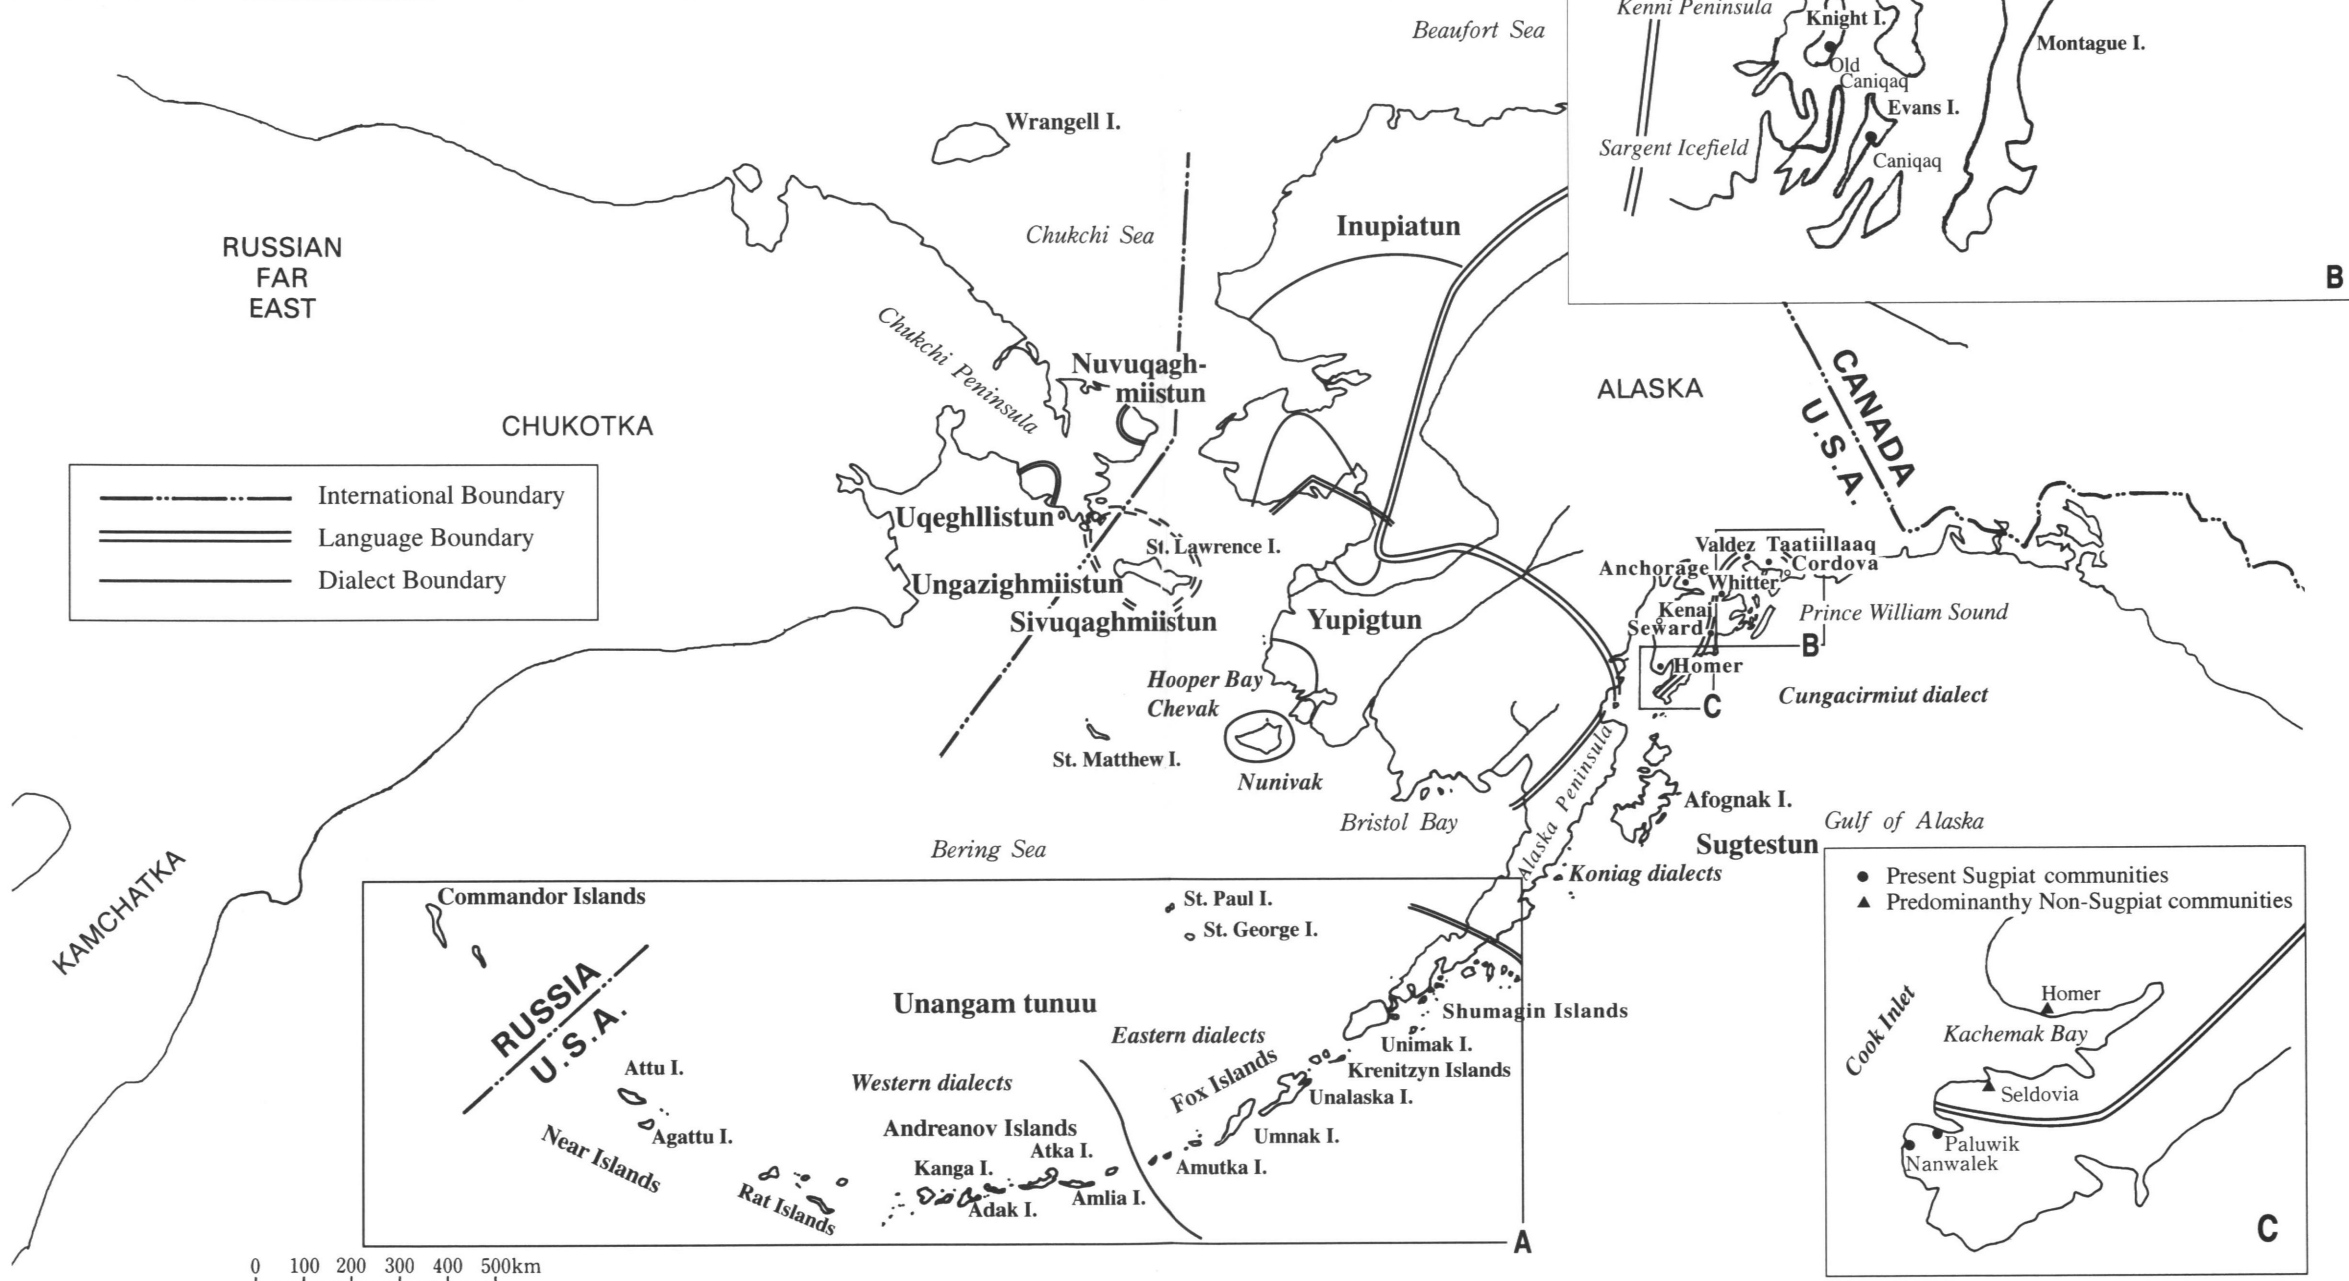 Beaufort Sea
Kenni Peninsula
Knight I.
Old
Caniqaq
Evans I.
Caniqaq
Sargent Icefield
Montague I.
B
Wrangell I.
Chukchi Sea
Inupiatun
RUSSIAN
FAR
EAST
Chukchi Peninsula
Nuvuqagh-
miistun
CHUKOTKA
ALASKA
CANADA
U.S.A.
International Boundary
Language Boundary
Dialect Boundary
Uqeghllistun
St. Lawrence I.
Ungazighmiistun
Sivuqaghmiistun
Yupigtun
Valdez
Taatiillaaq
Cordova
Anchorage
Whitter
Kenai
Seward
Prince William Sound
B
Homer
C
Cungacirmiut dialect
Hooper Bay
Chevak
St. Matthew I.
Nunivak
Bristol Bay
Alaska Peninsula
Afognak I.
Gulf of Alaska
Sugtestun
Koniag dialects
Bering Sea
KAMCHATKA
Commandor Islands
St. Paul I.
St. George I.
RUSSIA
U.S.A.
Unangam tunuu
Eastern dialects
Western dialects
Shumagin Islands
Unimak I.
Krenitzyn Islands
Fox Islands
Unalaska I.
Umnak I.
Amutka I.
Attu I.
Agattu I.
Near Islands
Rat Islands
Andreanov Islands
Atka I.
Kanga I.
Adak I.
Amlia I.
A
Present Sugpiat communities
Predominanthy Non-Sugpiat communities
Homer
Kachemak Bay
Cook Inlet
Seldovia
Paluwik
Nanwalek
C
0 100 200 300 400 500km